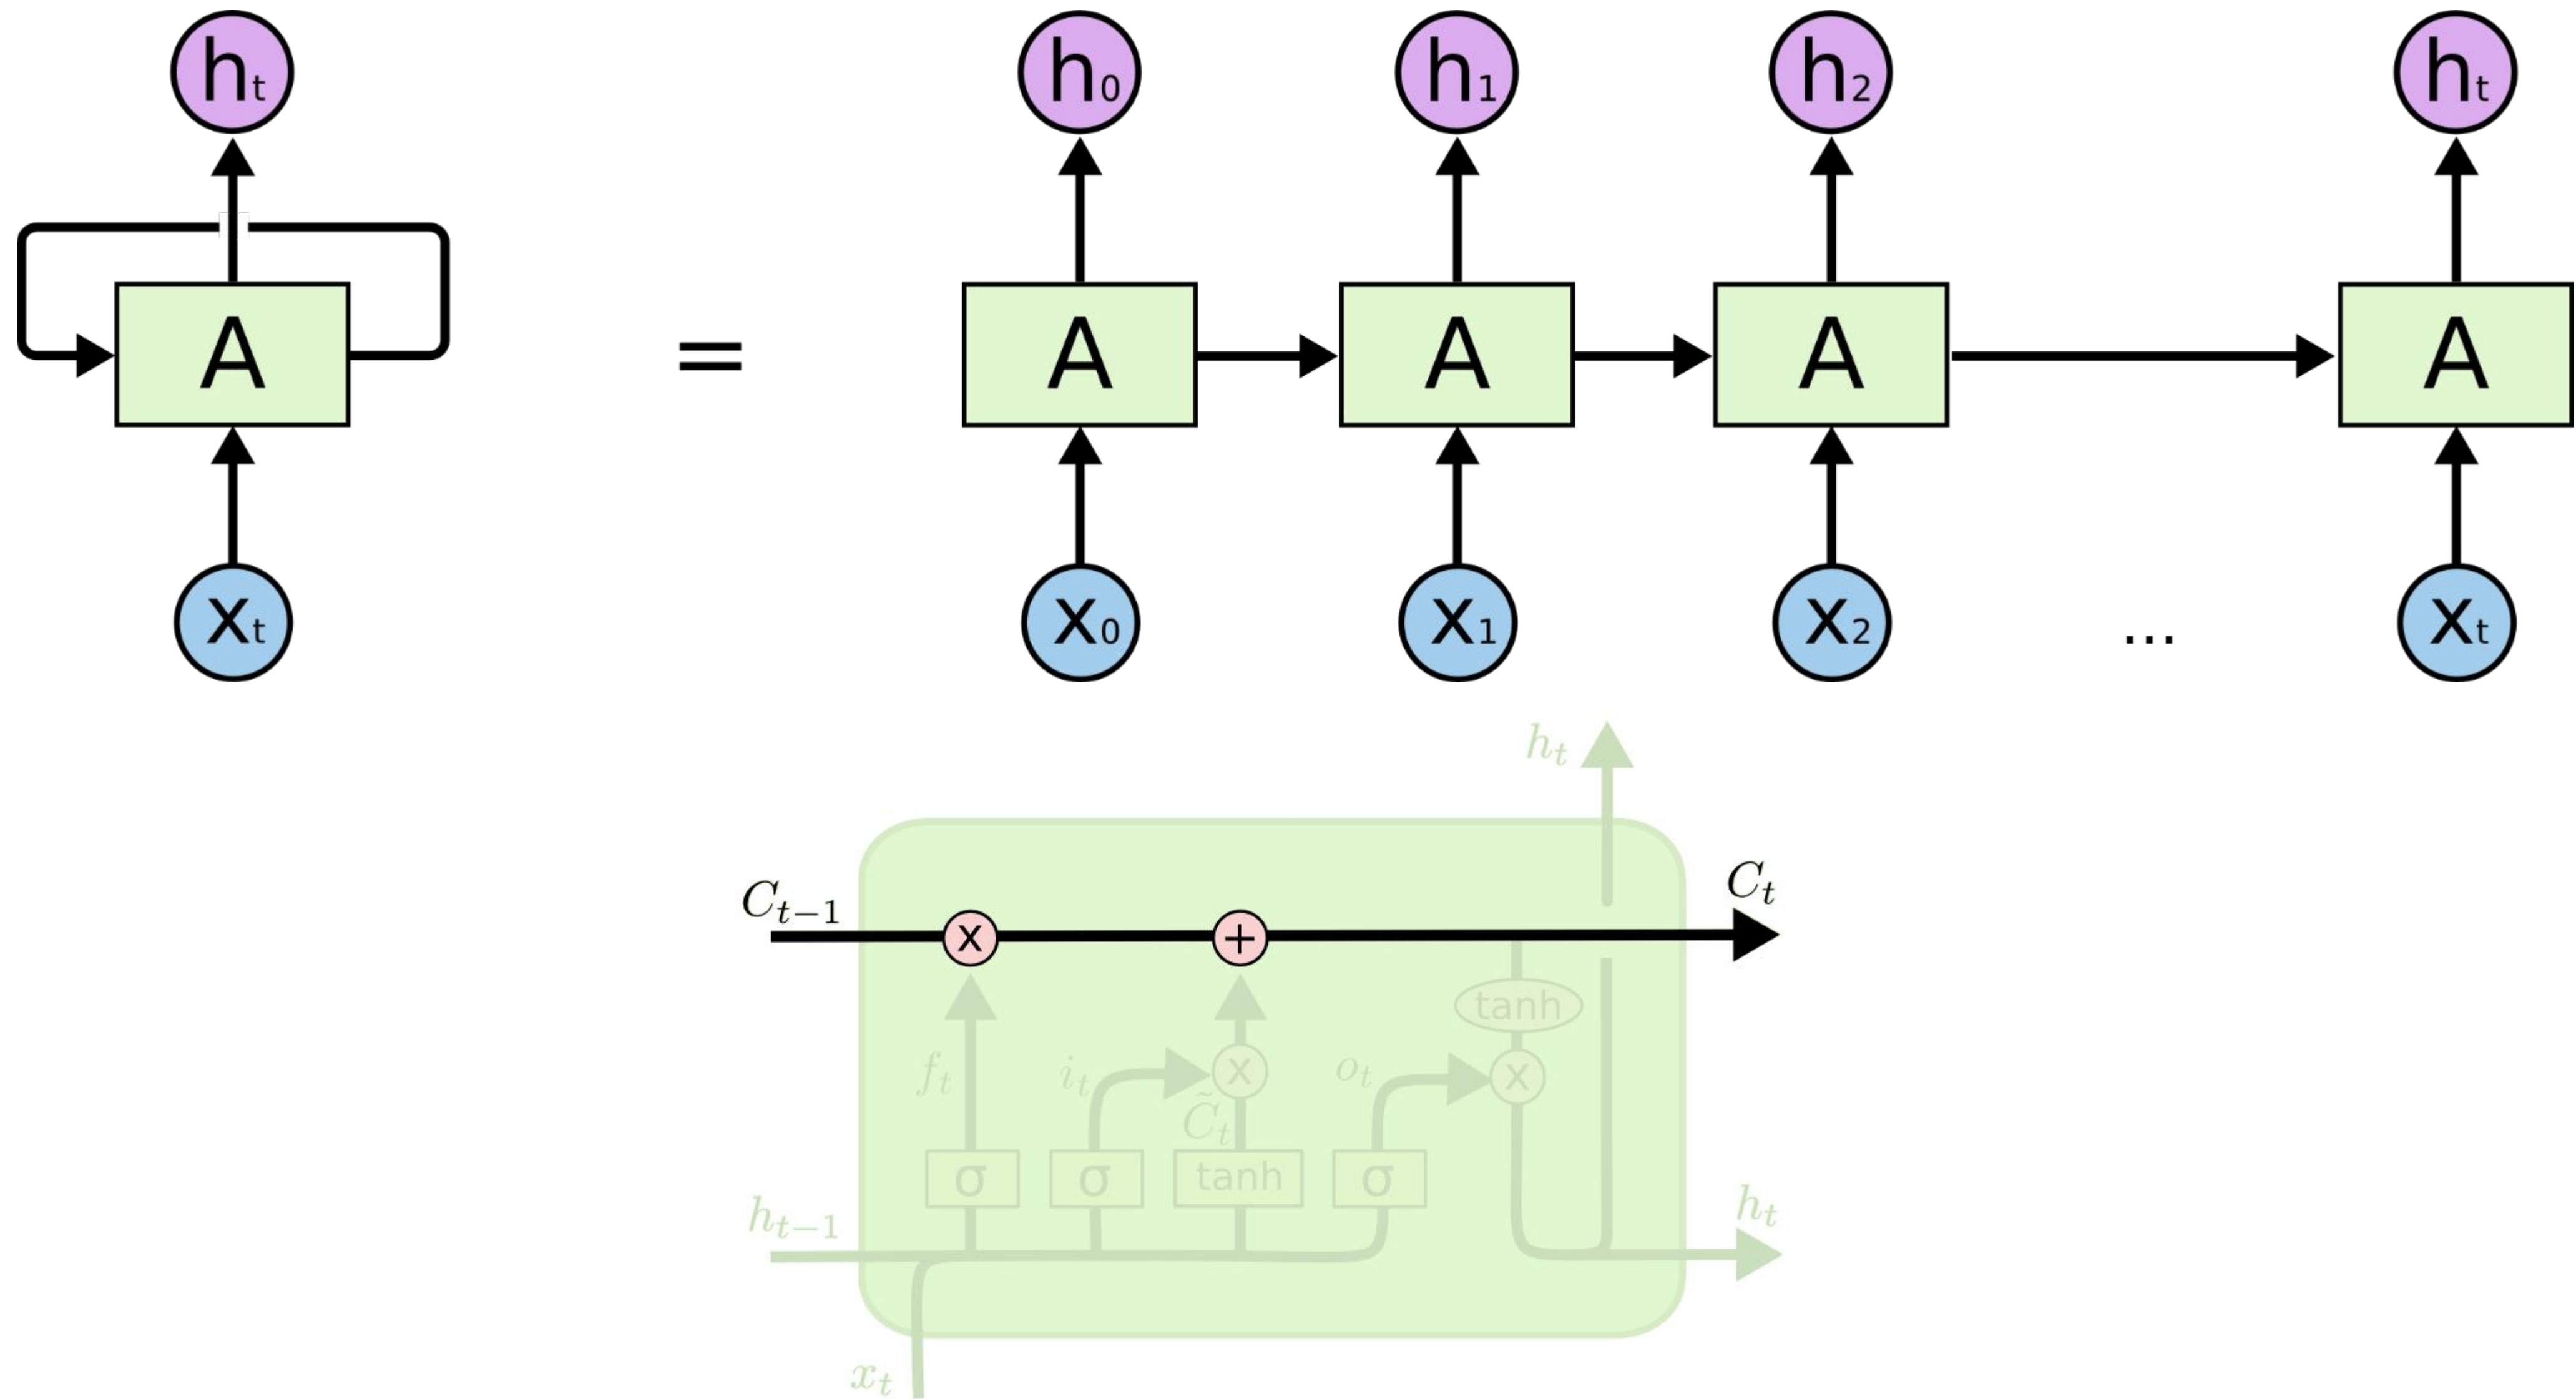 hₜ h₀ h₁ h₂ hₜ
A = A A A A
xₜ x₀ x₁ x₂ ... xₜ
hₜ
Cₜ₋₁ x + Cₜ
tanh
fₜ iₜ x oₜ x
C̃ₜ
σ σ tanh σ
hₜ₋₁ hₜ
xₜ